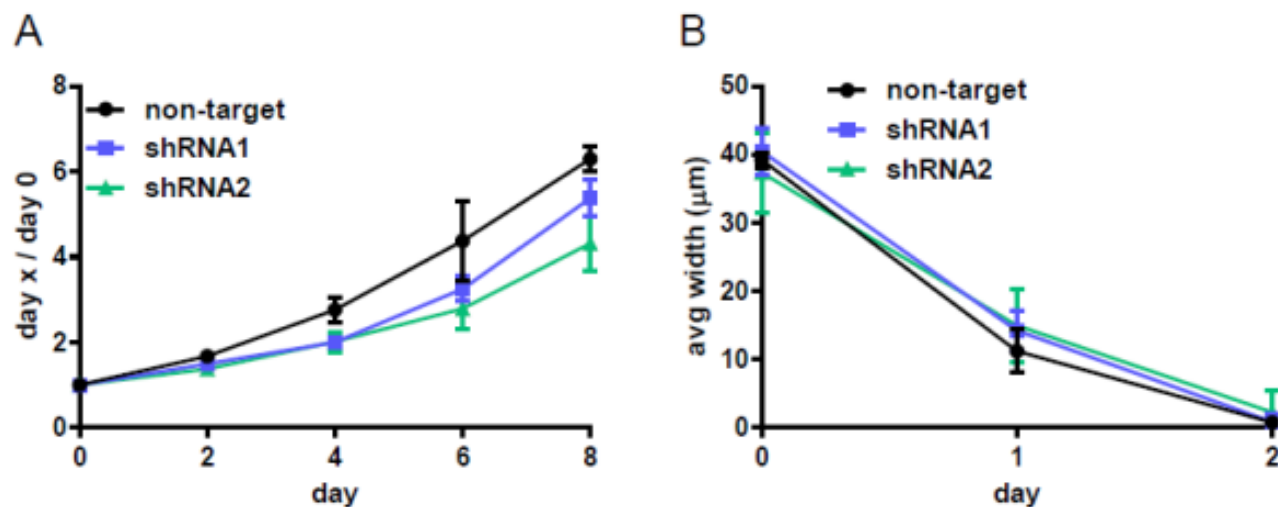 A
8
6
4
2
0
day x / day 0
non-target
shRNA1
shRNA2
0 2 4 6 8
day
B
50
40
30
20
10
0
avg width (μm)
non-target
shRNA1
shRNA2
0 1 2
day